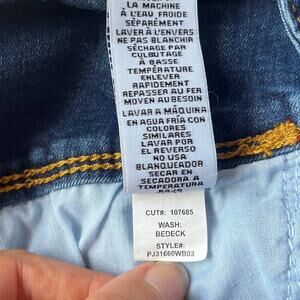 LA MACHINE
À L'EAU FROIDE
SÉPARÉMENT
LAVER À L'ENVERS
NE PAS BLANCHIR
SÉCHAGE PAR
CULBUTAGE
À BASSE
TEMPÉRATURE
ENLEVER
RAPIDEMENT
REPASSER AU FER
MOYEN AU BESOIN
LAVAR A MÁQUINA
EN AGUA FRÍA CON
COLORES
SIMILARES
LAVAR POR
EL REVERSO
NO USA
BLANQUEADOR
SECAR EN
SECADORA A
TEMPERATURA
BAJA
CUT#: 107685
WASH:
BEDECK
STYLE#:
PJ31660WB03